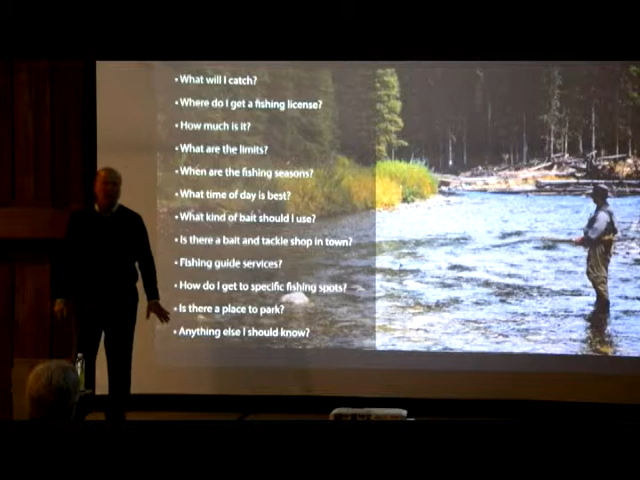 • What will I catch?
• Where do I get a fishing license?
• How much is it?
• What are the limits?
• When are the fishing seasons?
• What time of day is best?
• What kind of bait should I use?
• Is there a bait and tackle shop in town?
• Fishing guide services?
• How do I get to specific fishing spots?
• Is there a place to park?
• Anything else I should know?